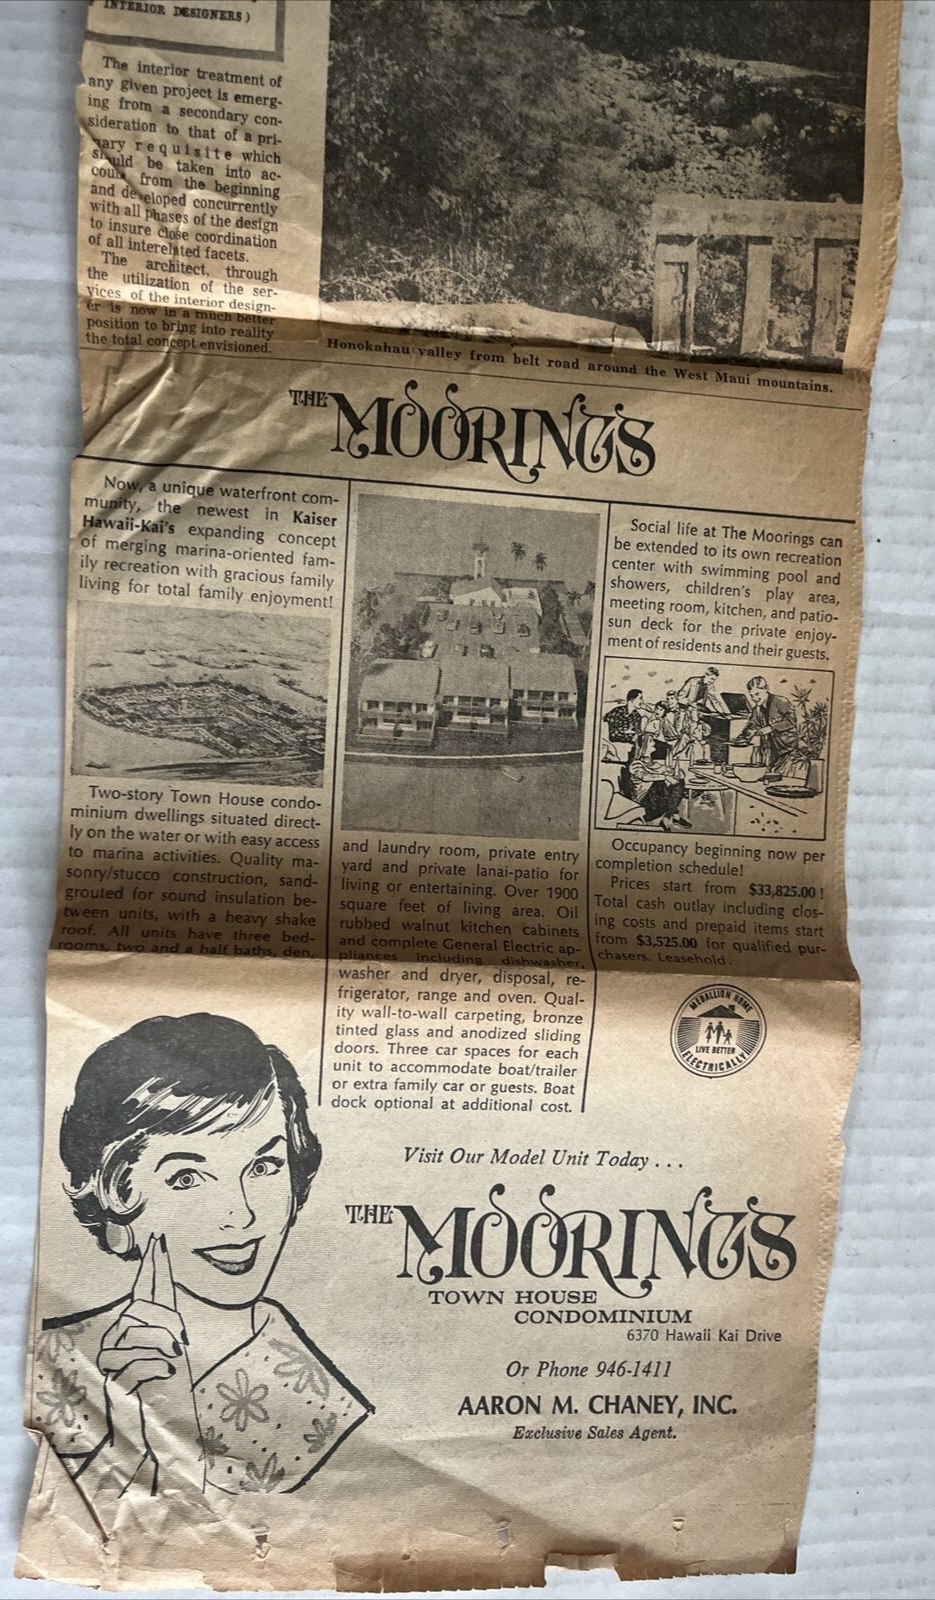 INTERIOR DESIGNERS)
The interior treatment of
any given project is emerg-
ing from a secondary con-
sideration to that of a pri-
mary requisite which
should be taken into ac-
count from the beginning
and developed concurrently
with all phases of the design
to insure close coordination
of all interelated facets.
The architect, through
the utilization of the ser-
vices of the interior design-
er is now in a much better
position to bring into reality
the total concept envisioned.
Honokahau valley from belt road around the West Maui mountains.
THE MOORINGS
Now, a unique waterfront com-
munity, the newest in Kaiser
Hawaii-Kai's expanding concept
of merging marina-oriented fam-
ily recreation with gracious family
living for total family enjoyment!
Two-story Town House condo-
minium dwellings situated direct-
ly on the water or with easy access
to marina activities. Quality ma-
sonry/stucco construction, sand-
grouted for sound insulation be-
tween units, with a heavy shake
roof. All units have three bed-
rooms, two and a half baths, den,
and laundry room, private entry
yard and private lanai-patio for
living or entertaining. Over 1900
square feet of living area. Oil
rubbed walnut kitchen cabinets
and complete General Electric ap-
pliances including dishwasher,
washer and dryer, disposal, re-
frigerator, range and oven. Qual-
ity wall-to-wall carpeting, bronze
tinted glass and anodized sliding
doors. Three car spaces for each
unit to accommodate boat/trailer
or extra family car or guests. Boat
dock optional at additional cost.
Social life at The Moorings can
be extended to its own recreation
center with swimming pool and
showers, children's play area,
meeting room, kitchen, and patio-
sun deck for the private enjoy-
ment of residents and their guests.
Occupancy beginning now per
completion schedule!
Prices start from $33,825.00!
Total cash outlay including clos-
ing costs and prepaid items start
from $3,525.00 for qualified pur-
chasers. Leasehold.
MEDALLION HOME
LIVE BETTER
ELECTRICALLY
Visit Our Model Unit Today . . .
THE MOORINGS
TOWN HOUSE
CONDOMINIUM
6370 Hawaii Kai Drive
Or Phone 946-1411
AARON M. CHANEY, INC.
Exclusive Sales Agent.